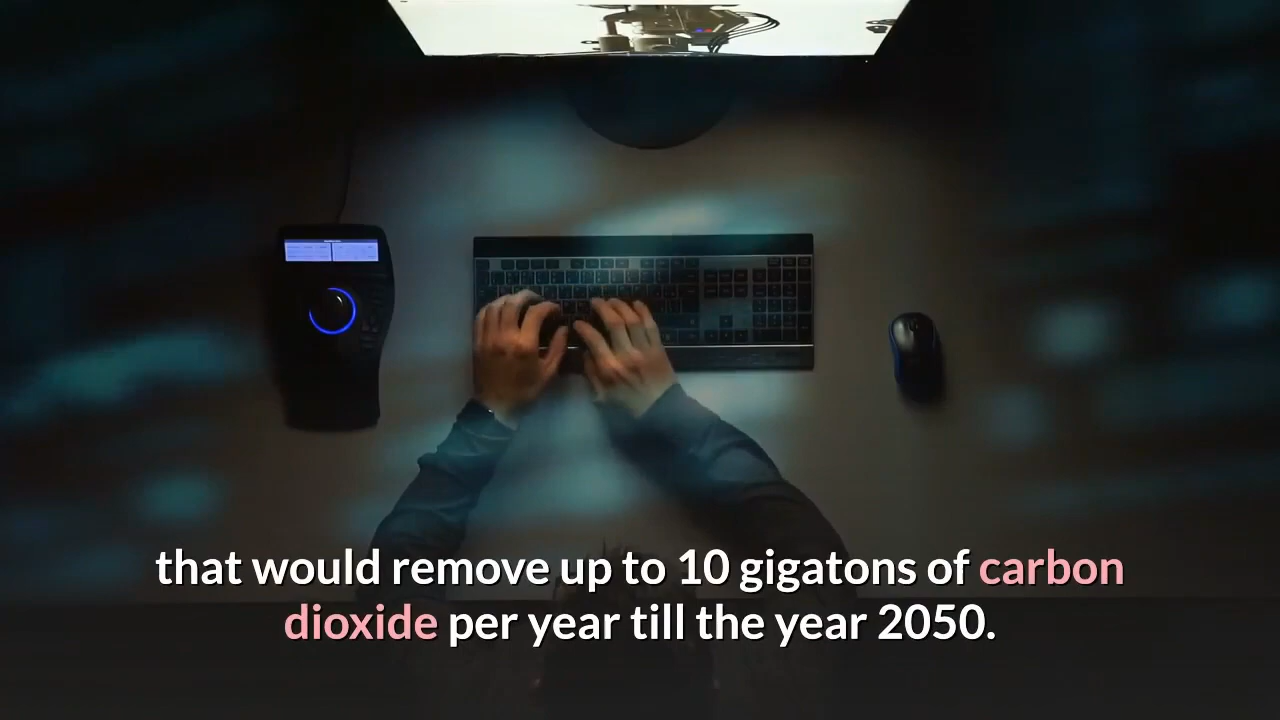 that would remove up to 10 gigatons of carbon
dioxide per year till the year 2050.